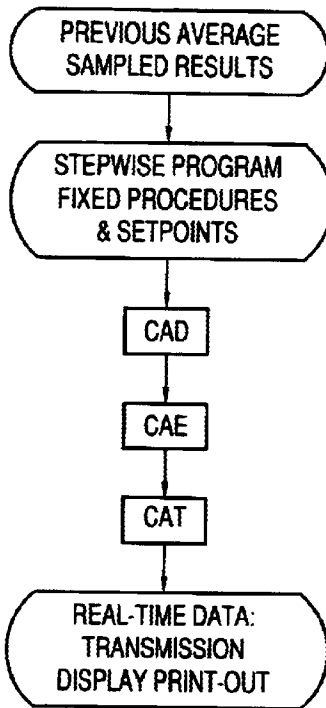 PREVIOUS AVERAGE
SAMPLED RESULTS
STEPWISE PROGRAM
FIXED PROCEDURES
& SETPOINTS
CAD
CAE
CAT
REAL-TIME DATA:
TRANSMISSION
DISPLAY PRINT-OUT